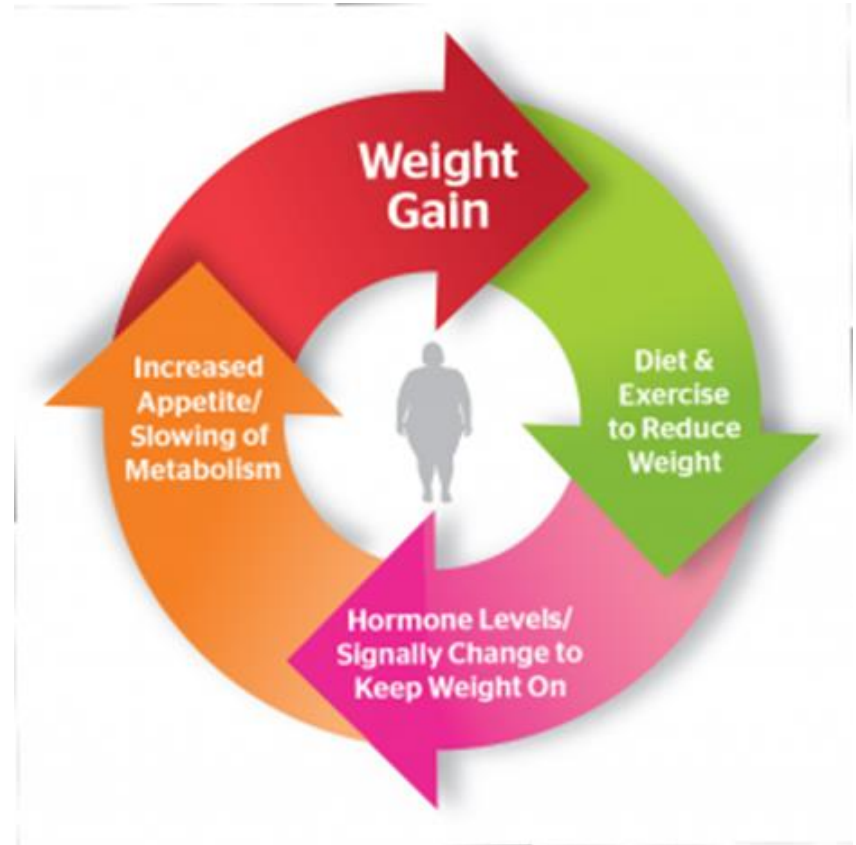 Weight
Gain
Diet &
Exercise
to Reduce
Weight
Hormone Levels/
Signally Change to
Keep Weight On
Increased
Appetite/
Slowing of
Metabolism